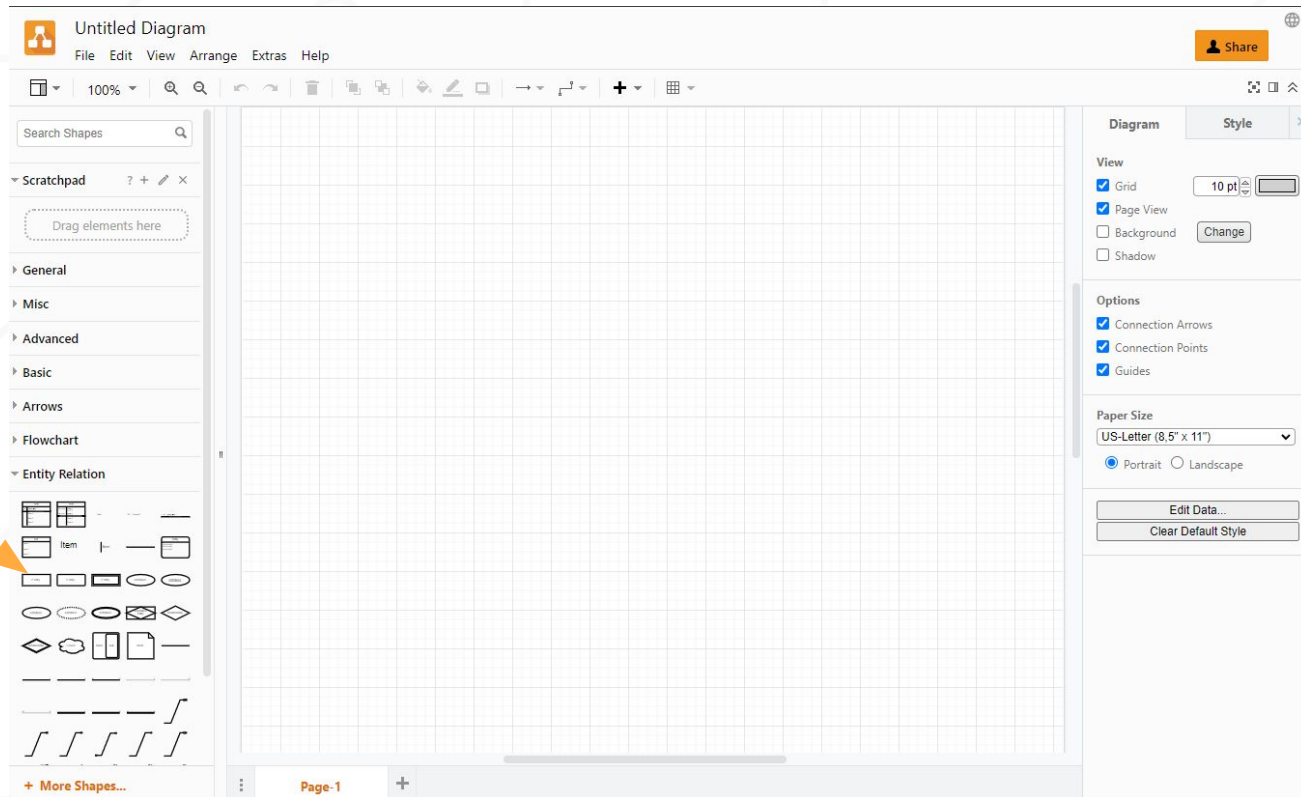 Untitled Diagram
File Edit View Arrange Extras Help
Share
100%
Search Shapes
Scratchpad ? +
Drag elements here
General
Misc
Advanced
Basic
Arrows
Flowchart
Entity Relation
Item
+ More Shapes...
Page-1
Diagram Style
View
Grid 10 pt
Page View
Background Change
Shadow
Options
Connection Arrows
Connection Points
Guides
Paper Size
US-Letter (8,5" x 11")
Portrait Landscape
Edit Data...
Clear Default Style